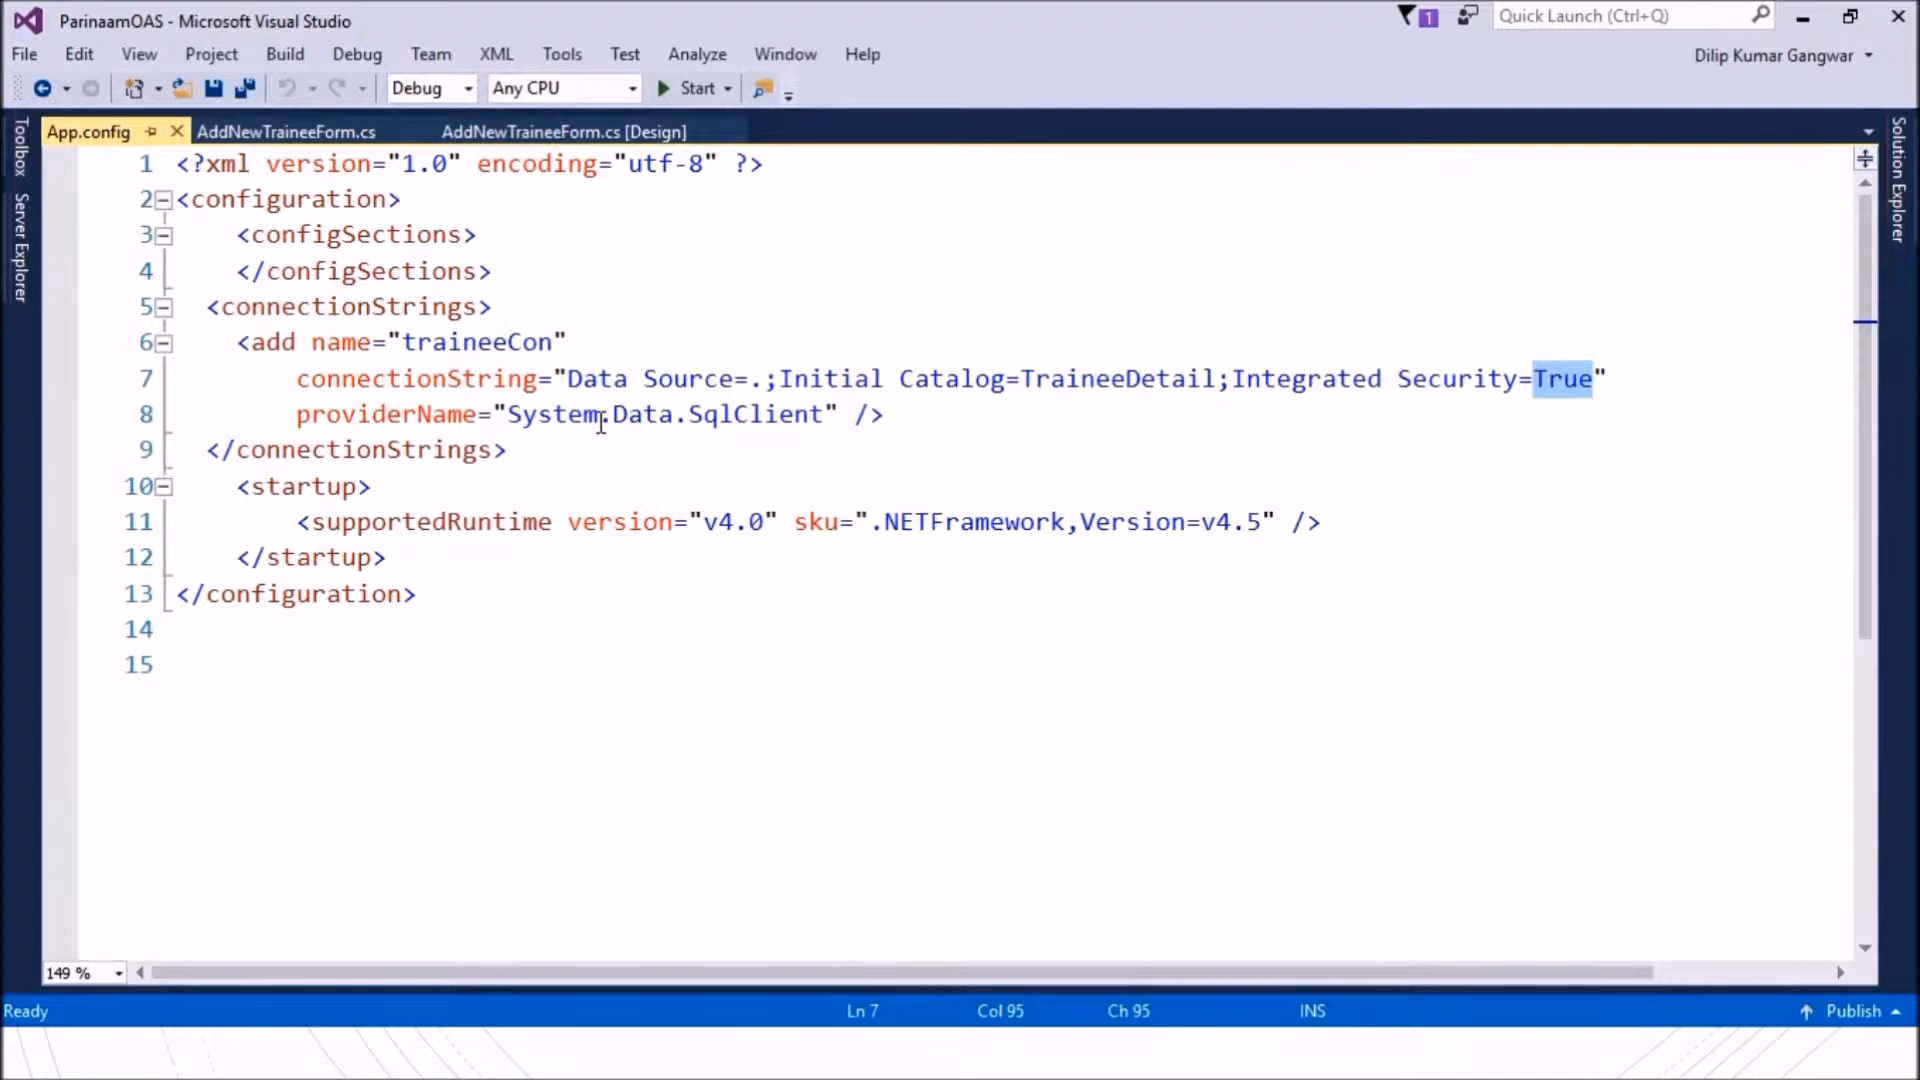 ParinaamOAS - Microsoft Visual Studio
1
Quick Launch (Ctrl+Q)
File Edit View Project Build Debug Team XML Tools Test Analyze Window Help
Dilip Kumar Gangwar
Debug Any CPU Start
Toolbox
Server Explorer
Solution Explorer
App.config AddNewTraineeForm.cs AddNewTraineeForm.cs [Design]
1 <?xml version="1.0" encoding="utf-8" ?>
2 <configuration>
3 <configSections>
4 </configSections>
5 <connectionStrings>
6 <add name="traineeCon"
7 connectionString="Data Source=.;Initial Catalog=TraineeDetail;Integrated Security=True"
8 providerName="System.Data.SqlClient" />
9 </connectionStrings>
10 <startup>
11 <supportedRuntime version="v4.0" sku=".NETFramework,Version=v4.5" />
12 </startup>
13 </configuration>
14
15
149 %
Ready Ln 7 Col 95 Ch 95 INS Publish